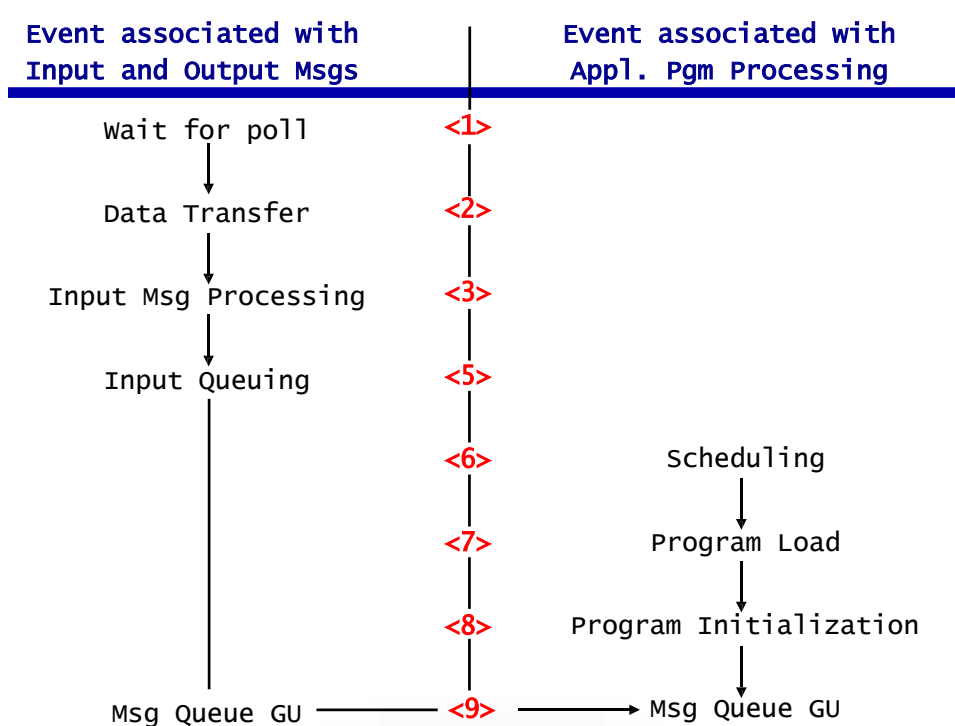 Event associated with
Input and Output Msgs
Event associated with
Appl. Pgm Processing
Wait for poll
<1>
Data Transfer
<2>
Input Msg Processing
<3>
Input Queuing
<5>
<6>
Scheduling
<7>
Program Load
<8>
Program Initialization
Msg Queue GU
<9>
Msg Queue GU